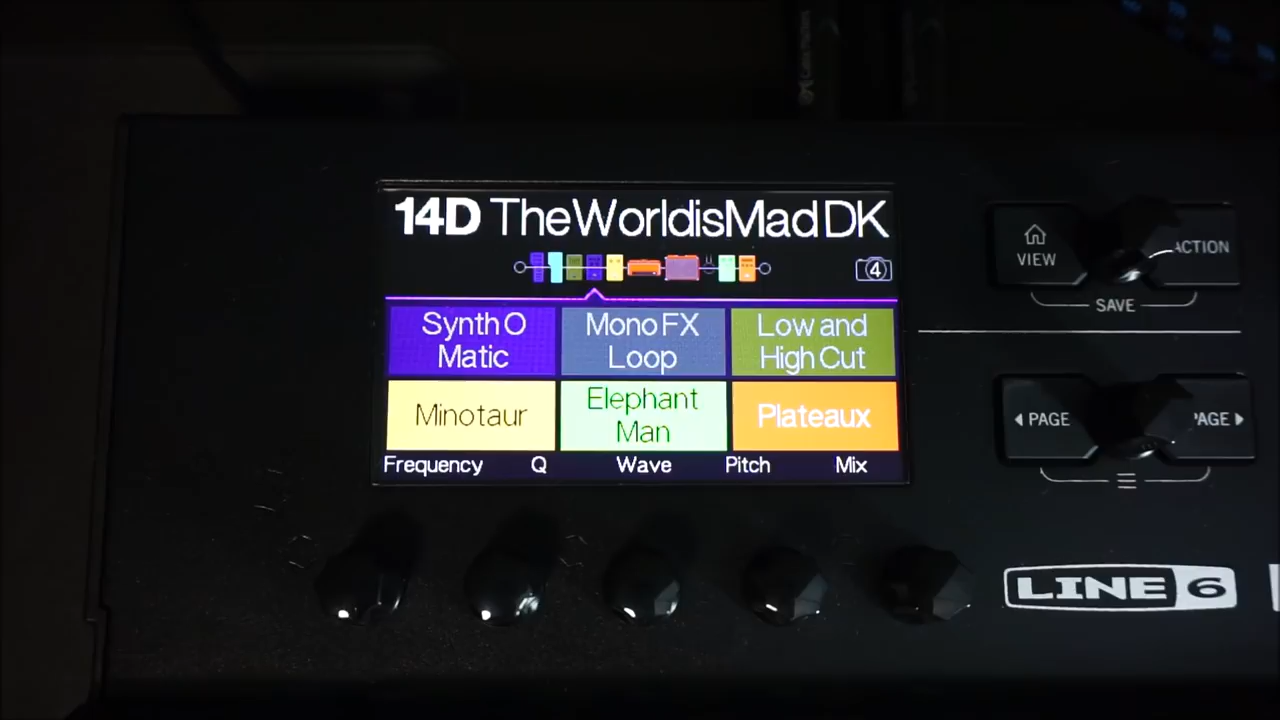 14D TheWorldisMad DK
4
Synth O
Matic
Mono FX
Loop
Low and
High Cut
Minotaur
Elephant
Man
Plateaux
Frequency Q Wave Pitch Mix
VIEW
ACTION
SAVE
PAGE
PAGE
LINE 6